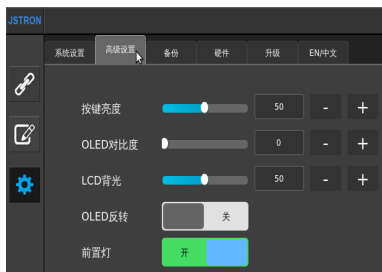 JSTRON
系统设置 高级设置 备份 硬件 升级 EN/中文
按键亮度 50 - +
OLED对比度 0 - +
LCD背光 50 - +
OLED反转 关
前置灯 开